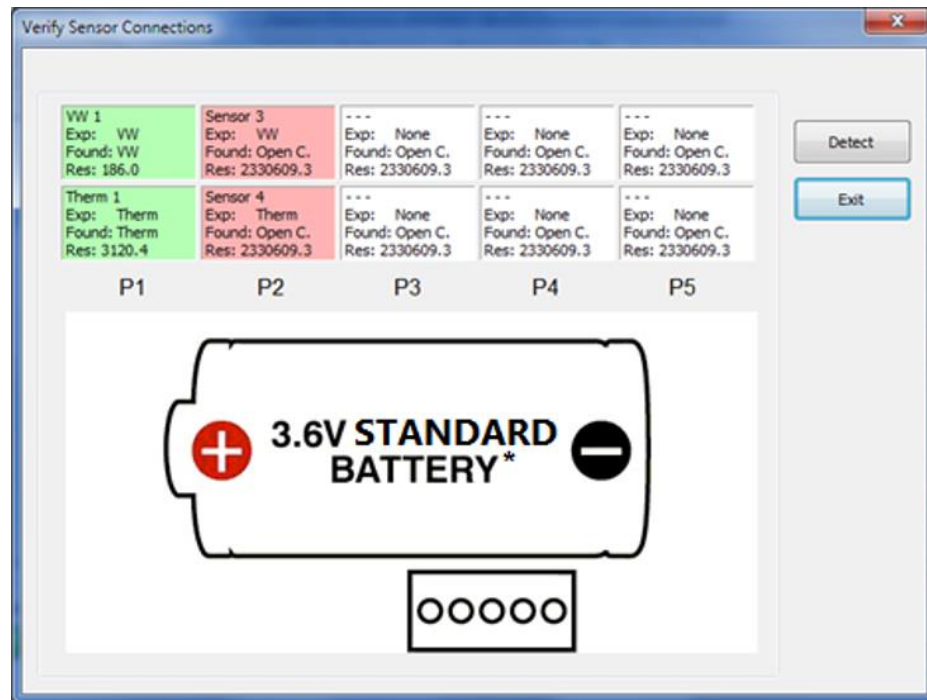 Verify Sensor Connections
VW 1
Exp: VW
Found: VW
Res: 186.0
Sensor 3
Exp: VW
Found: Open C.
Res: 2330609.3
---
Exp: None
Found: Open C.
Res: 2330609.3
---
Exp: None
Found: Open C.
Res: 2330609.3
---
Exp: None
Found: Open C.
Res: 2330609.3
Detect
Therm 1
Exp: Therm
Found: Therm
Res: 3120.4
Sensor 4
Exp: Therm
Found: Open C.
Res: 2330609.3
---
Exp: None
Found: Open C.
Res: 2330609.3
---
Exp: None
Found: Open C.
Res: 2330609.3
---
Exp: None
Found: Open C.
Res: 2330609.3
Exit
P1 P2 P3 P4 P5
3.6V STANDARD
BATTERY*